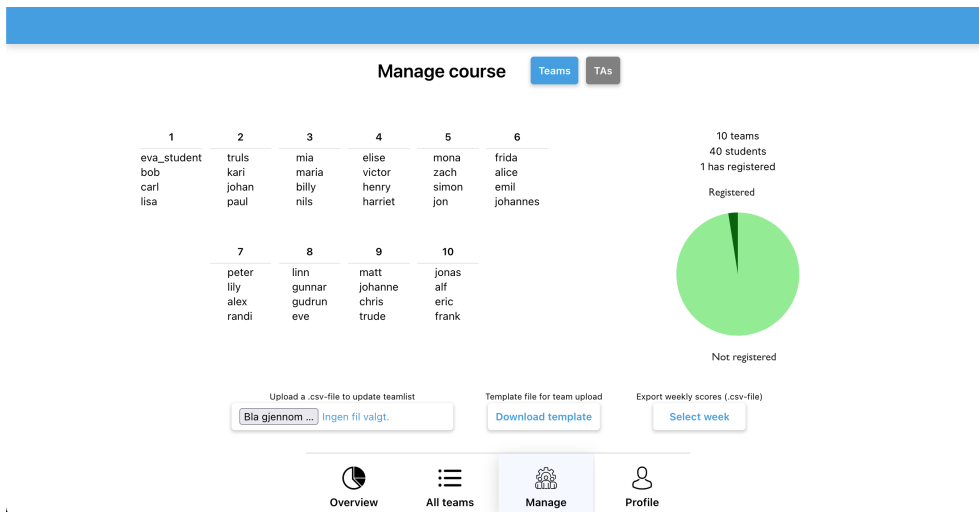 Manage course Teams TAs
1 2 3 4 5 6
eva_student truls mia elise mona frida
bob kari maria victor zach alice
carl johan billy henry simon emil
lisa paul nils harriet jon johannes
7 8 9 10
peter linn matt jonas
lily gunnar johanne alf
alex gudrun chris eric
randi eve trude frank
10 teams
40 students
1 has registered
Registered
Not registered
Upload a .csv-file to update teamlist
Bla gjennom ... Ingen fil valgt.
Template file for team upload
Download template
Export weekly scores (.csv-file)
Select week
Overview All teams Manage Profile